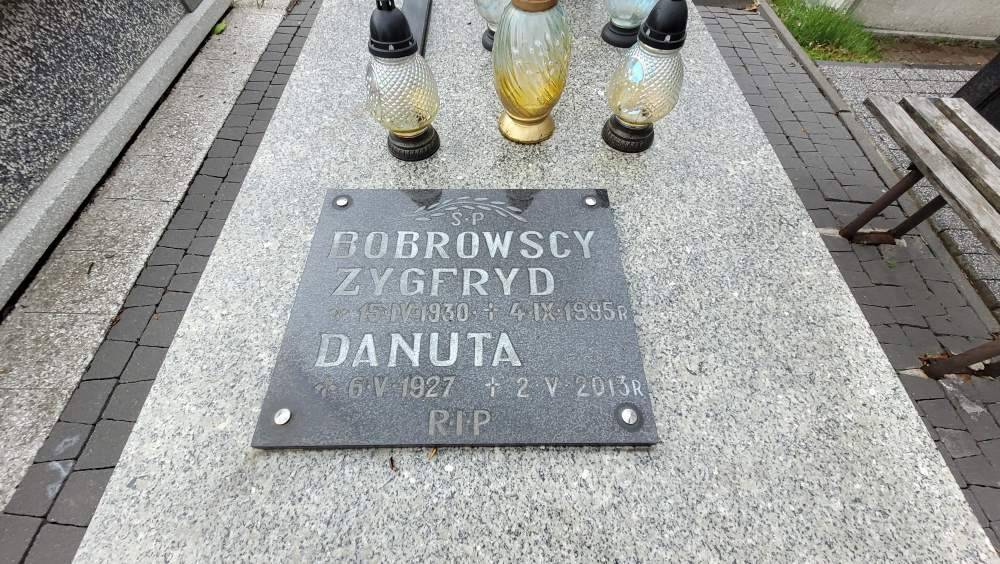 Ś·P
BOBROWSCY
ZYGFRYD
* 15·IV·1930· † 4·IX·1995R
DANUTA
* 6·V·1927 † 2·V·2013R
R·I·P